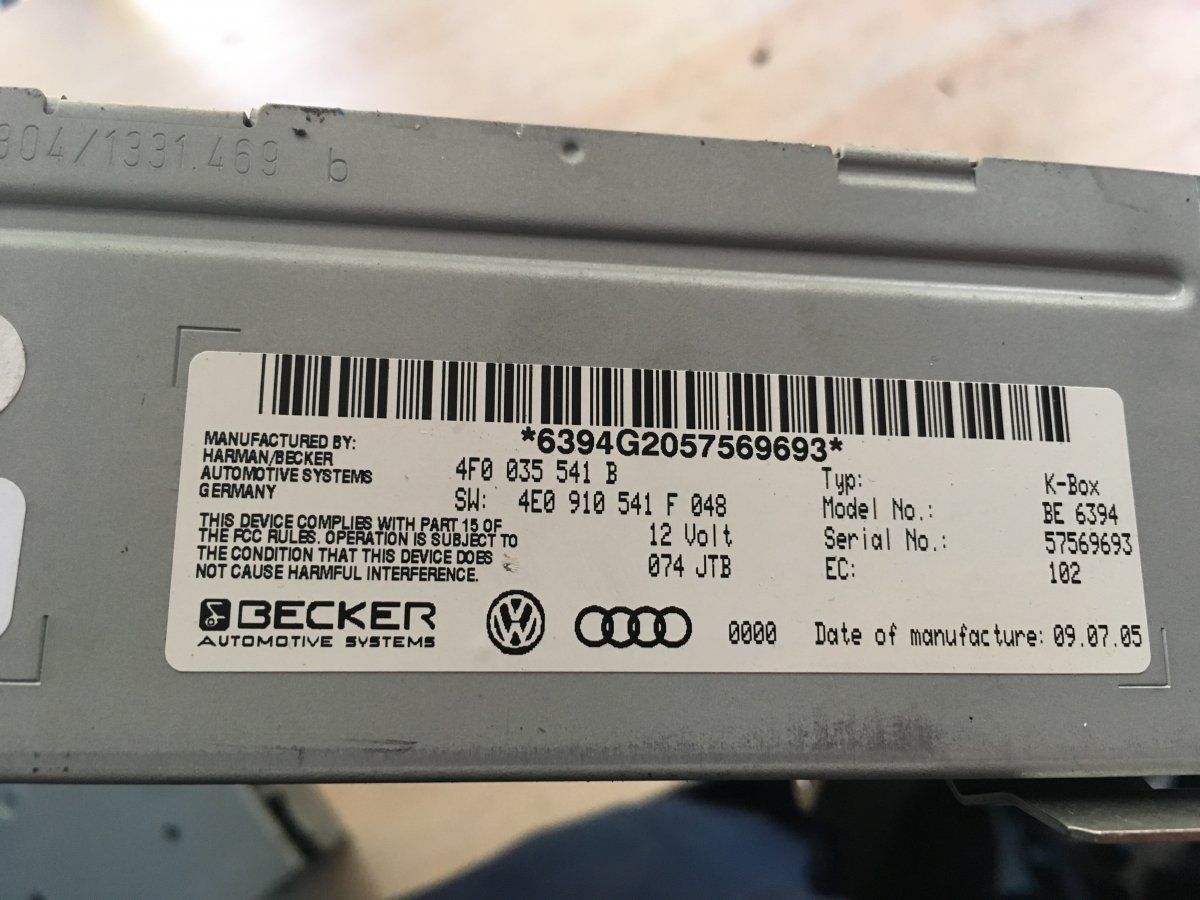 304/1331.469 b
*6394G2057569693*
MANUFACTURED BY:
HARMAN/BECKER
AUTOMOTIVE SYSTEMS
GERMANY
THIS DEVICE COMPLIES WITH PART 15 OF
THE FCC RULES. OPERATION IS SUBJECT TO
THE CONDITION THAT THIS DEVICE DOES
NOT CAUSE HARMFUL INTERFERENCE.
4F0 035 541 B
SW: 4E0 910 541 F 048
12 Volt
074 JTB
Typ: K-Box
Model No.: BE 6394
Serial No.: 57569693
EC: 102
BECKER
AUTOMOTIVE SYSTEMS
VW
0000
Date of manufacture: 09.07.05